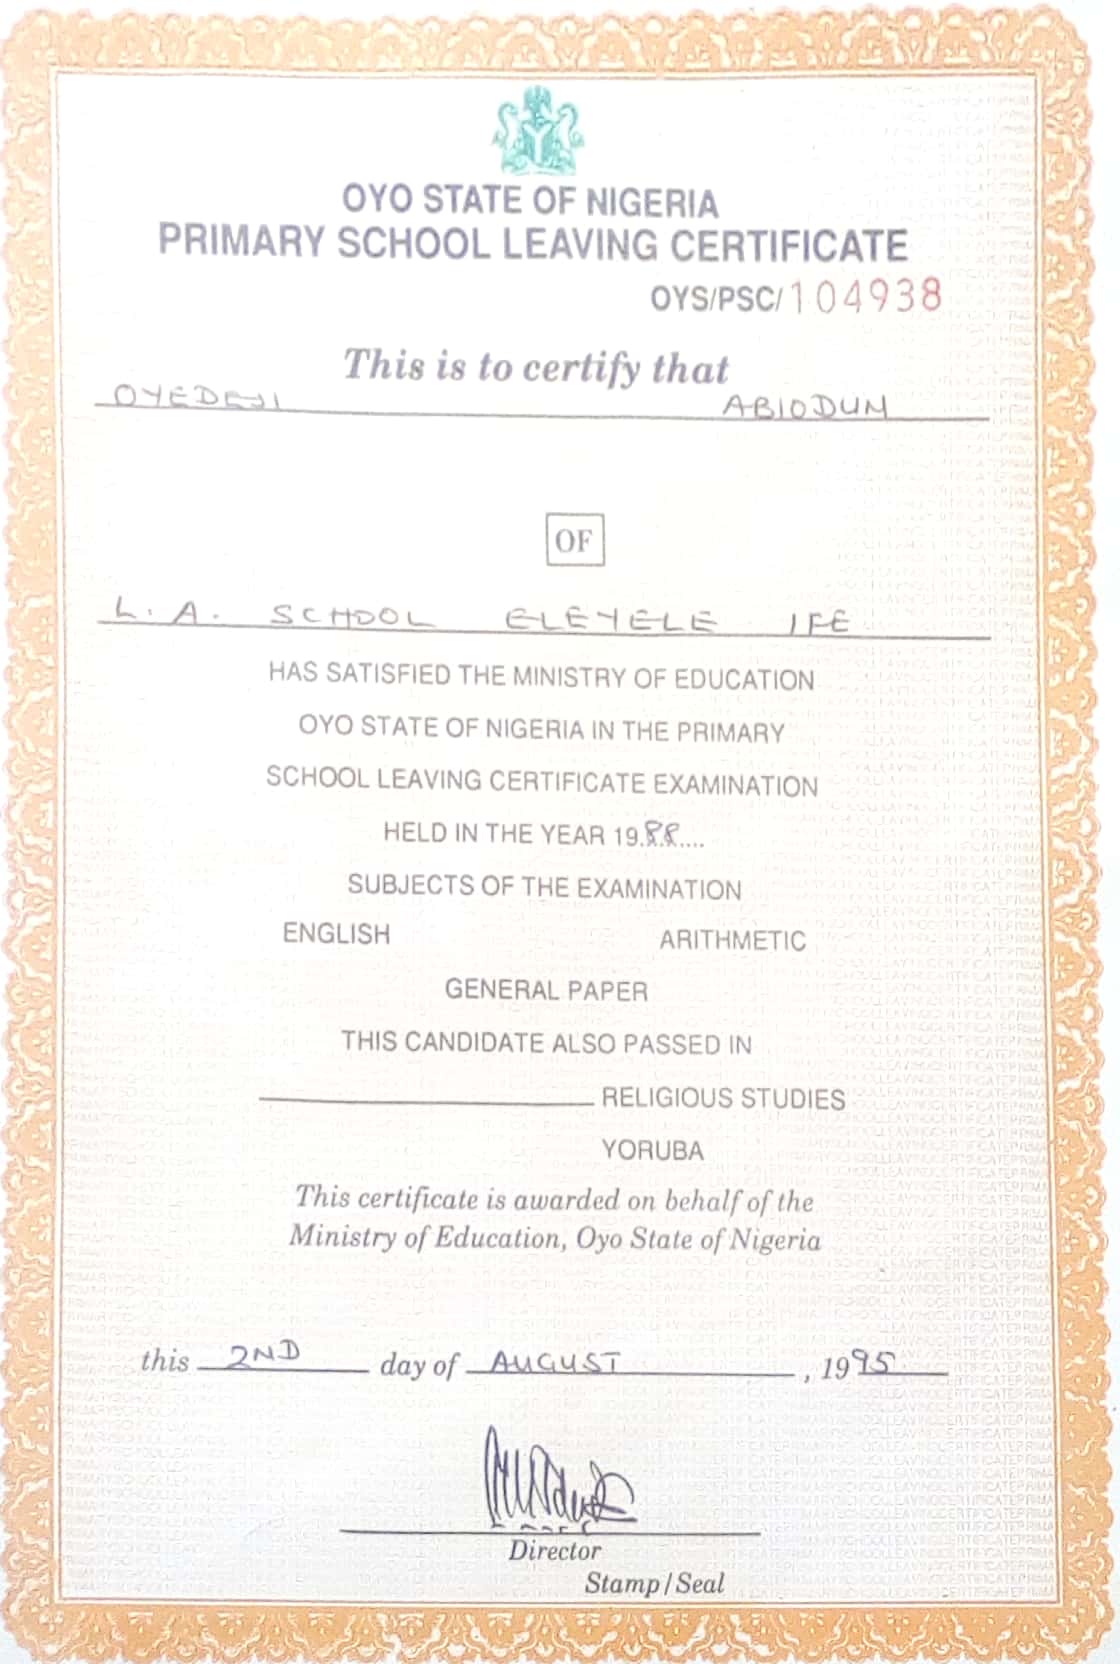 OYO STATE OF NIGERIA
PRIMARY SCHOOL LEAVING CERTIFICATE
OYS/PSC/104938
This is to certify that
OYEDEJI ABIODUN
OF
L.A. SCHOOL ELEYELE IFE
HAS SATISFIED THE MINISTRY OF EDUCATION
OYO STATE OF NIGERIA IN THE PRIMARY
SCHOOL LEAVING CERTIFICATE EXAMINATION
HELD IN THE YEAR 19.88....
SUBJECTS OF THE EXAMINATION
ENGLISH ARITHMETIC
GENERAL PAPER
THIS CANDIDATE ALSO PASSED IN
RELIGIOUS STUDIES
YORUBA
This certificate is awarded on behalf of the
Ministry of Education, Oyo State of Nigeria
this 2ND day of AUGUST, 1995
Director
Stamp/Seal